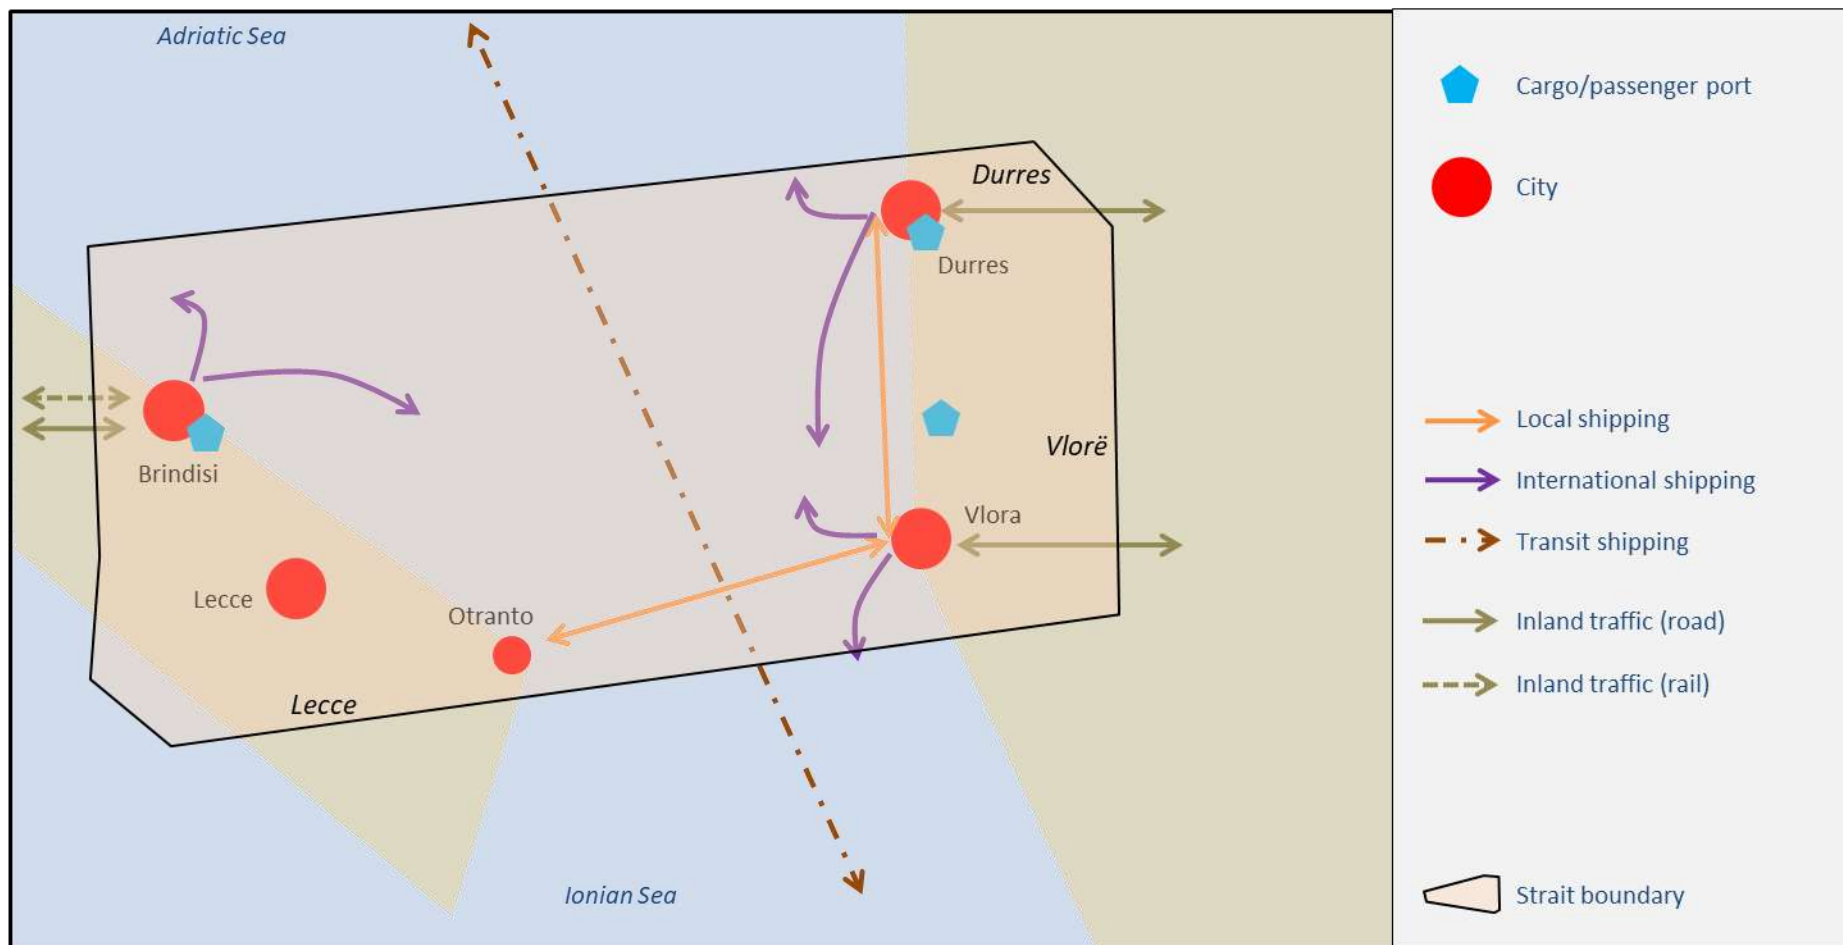 Adriatic Sea
Durres
Durres
Brindisi
Vlorë
Vlora
Lecce
Otranto
Lecce
Ionian Sea
Cargo/passenger port
City
Local shipping
International shipping
Transit shipping
Inland traffic (road)
Inland traffic (rail)
Strait boundary